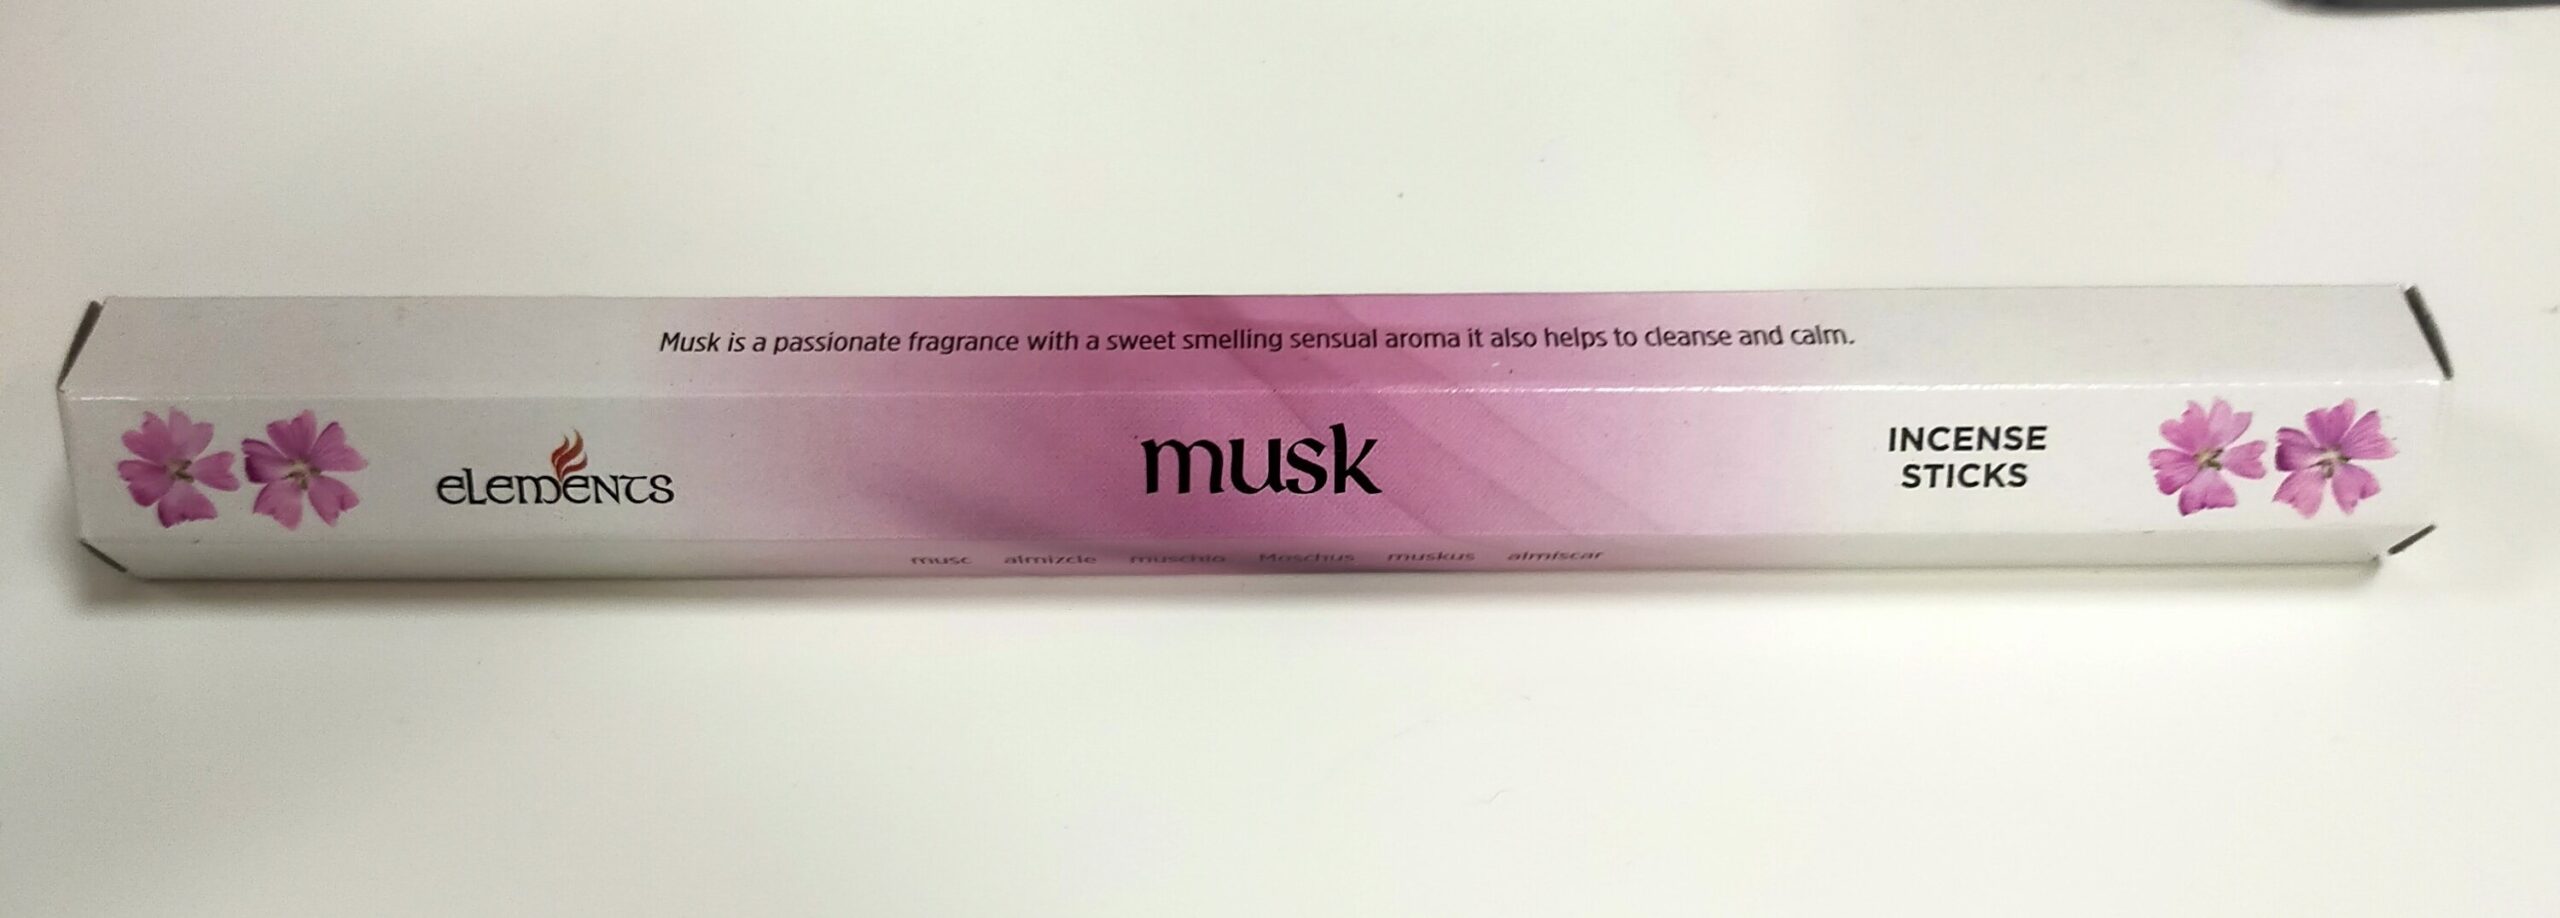 Musk is a passionate fragrance with a sweet smelling sensual aroma it also helps to cleanse and calm.
eLemeNts
musk
INCENSE
STICKS
musc almizcle muschio Moschus muskus almíscar